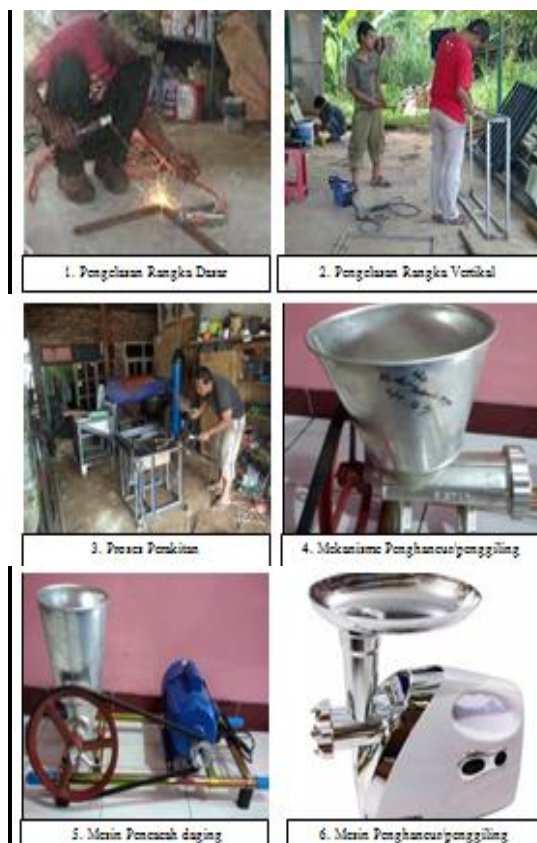 1. Pengelasan Rangka Dasar
2. Pengelasan Rangka Vertikal
3. Proses Perakitan
4. Mekanisme Penghancur/penggiling
5. Mesin Pencacah daging
6. Mesin Penghancur/penggiling